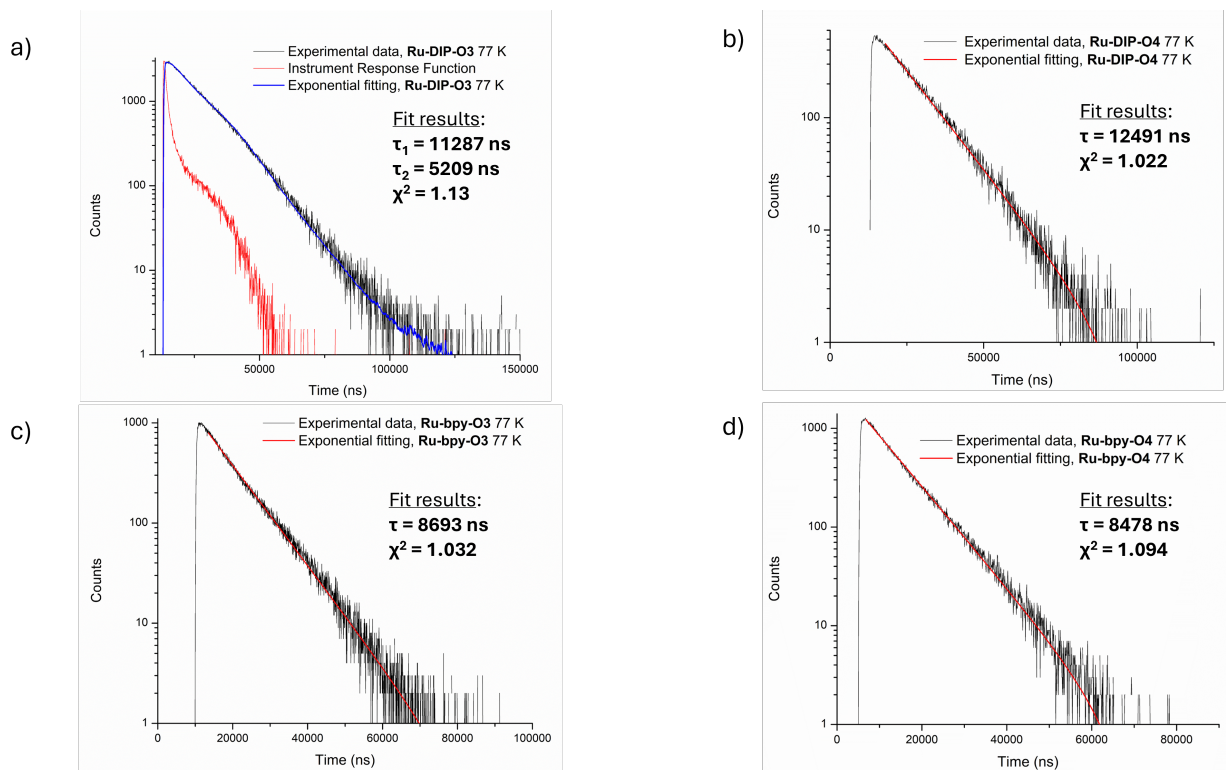 a)
Experimental data, Ru-DIP-O3 77 K
Instrument Response Function
Exponential fitting, Ru-DIP-O3 77 K
Fit results:
τ₁ = 11287 ns
τ₂ = 5209 ns
χ² = 1.13
Counts
1000
100
10
1
50000 100000 150000
Time (ns)
b)
Experimental data, Ru-DIP-O4 77 K
Exponential fitting, Ru-DIP-O4 77 K
Fit results:
τ = 12491 ns
χ² = 1.022
Counts
100
10
1
0 50000 100000
Time (ns)
c)
Experimental data, Ru-bpy-O3 77 K
Exponential fitting, Ru-bpy-O3 77 K
Fit results:
τ = 8693 ns
χ² = 1.032
Counts
1000
100
10
1
0 20000 40000 60000 80000 100000
Time (ns)
d)
Experimental data, Ru-bpy-O4 77 K
Exponential fitting, Ru-bpy-O4 77 K
Fit results:
τ = 8478 ns
χ² = 1.094
Counts
1000
100
10
1
0 20000 40000 60000 80000
Time (ns)